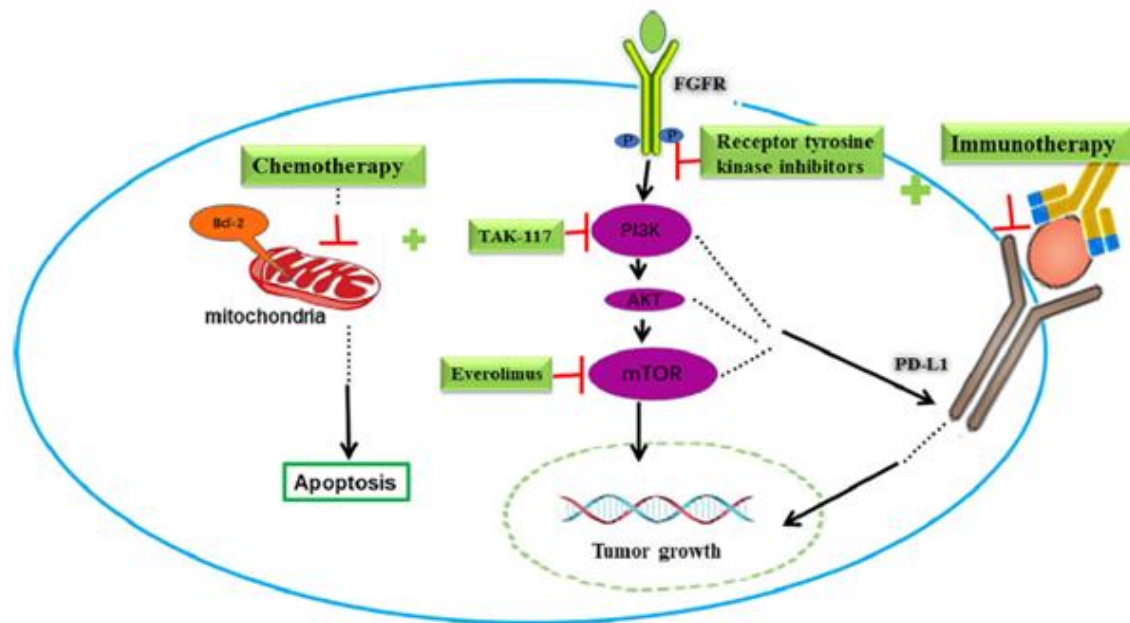 FGFR
P
P
Receptor tyrosine
kinase inhibitors
Immunotherapy
Chemotherapy
Bcl-2
mitochondria
TAK-117
PI3K
AKT
Everolimus
mTOR
PD-L1
Apoptosis
Tumor growth